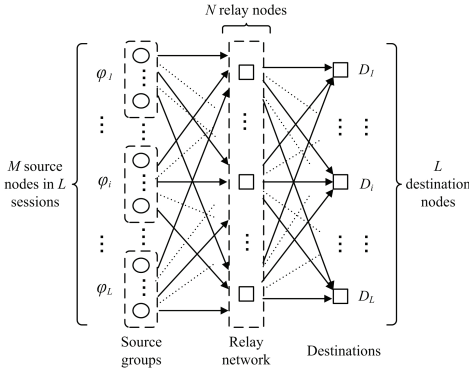 N relay nodes
φ1
D1
M source
nodes in L
sessions
φi
Di
L
destination
nodes
φL
DL
Source
groups
Relay
network
Destinations